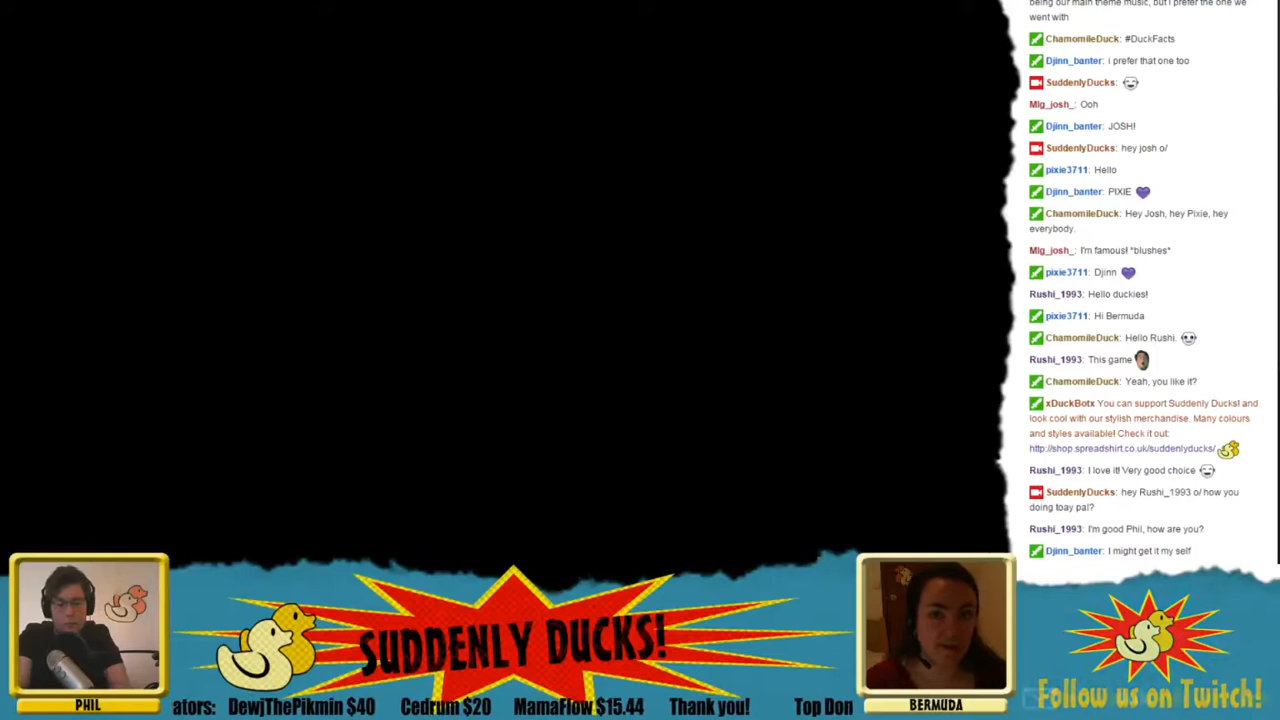 being our main theme music, but i prefer the one we
went with
ChamomileDuck: #DuckFacts
Djinn_banter: i prefer that one too
SuddenlyDucks:
Mlg_josh_: Ooh
Djinn_banter: JOSH!
SuddenlyDucks: hey josh o/
pixie3711: Hello
Djinn_banter: PIXIE
ChamomileDuck: Hey Josh, hey Pixie, hey
everybody.
Mlg_josh_: I'm famous! *blushes*
pixie3711: Djinn
Rushi_1993: Hello duckies!
pixie3711: Hi Bermuda
ChamomileDuck: Hello Rushi.
Rushi_1993: This game
ChamomileDuck: Yeah, you like it?
xDuckBotx You can support Suddenly Ducks! and
look cool with our stylish merchandise. Many colours
and styles available! Check it out:
http://shop.spreadshirt.co.uk/suddenlyducks/
Rushi_1993: I love it! Very good choice
SuddenlyDucks: hey Rushi_1993 o/ how you
doing toay pal?
Rushi_1993: I'm good Phil, how are you?
Djinn_banter: I might get it my self
SUDDENLY DUCKS!
PHIL
ators: DewjThePikmin $40 Cedrum $20 MamaFlow $15.44 Thank you! Top Don
BERMUDA
Follow us on Twitch!